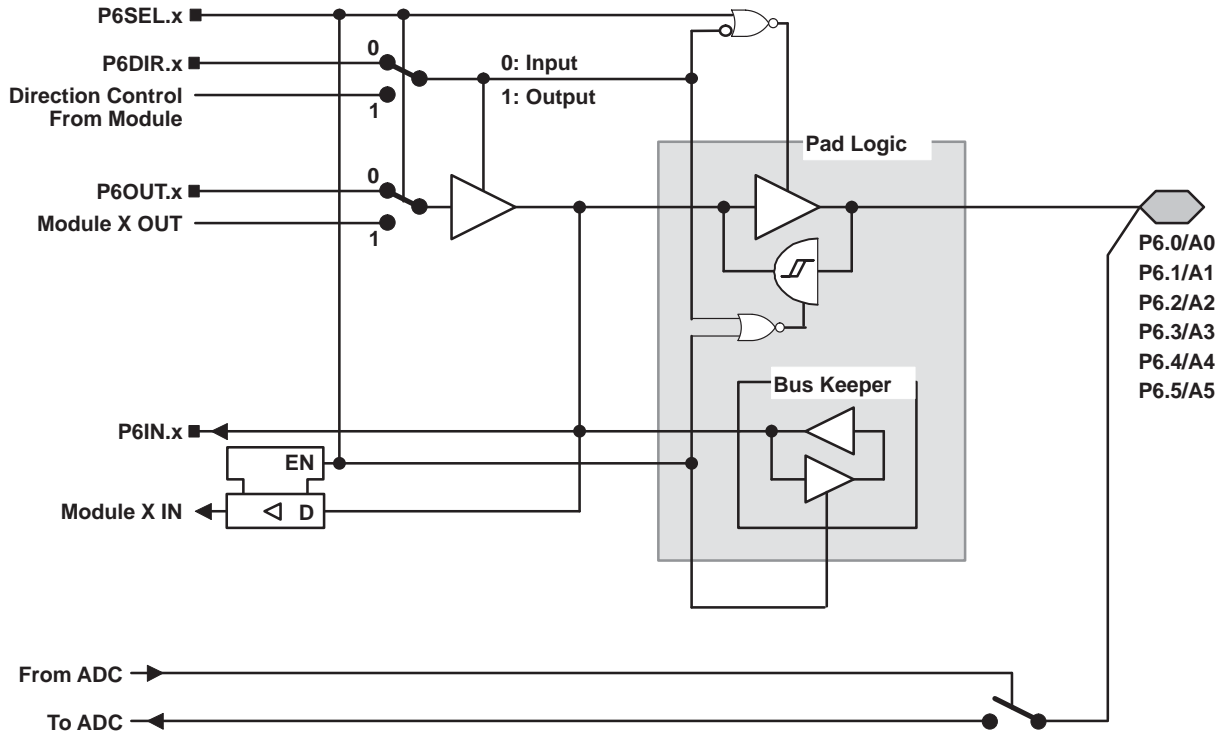 P6SEL.x
P6DIR.x
0
0: Input
Direction Control
From Module
1
1: Output
Pad Logic
P6OUT.x
0
Module X OUT
1
P6.0/A0
P6.1/A1
P6.2/A2
P6.3/A3
P6.4/A4
P6.5/A5
Bus Keeper
P6IN.x
EN
Module X IN
D
From ADC
To ADC